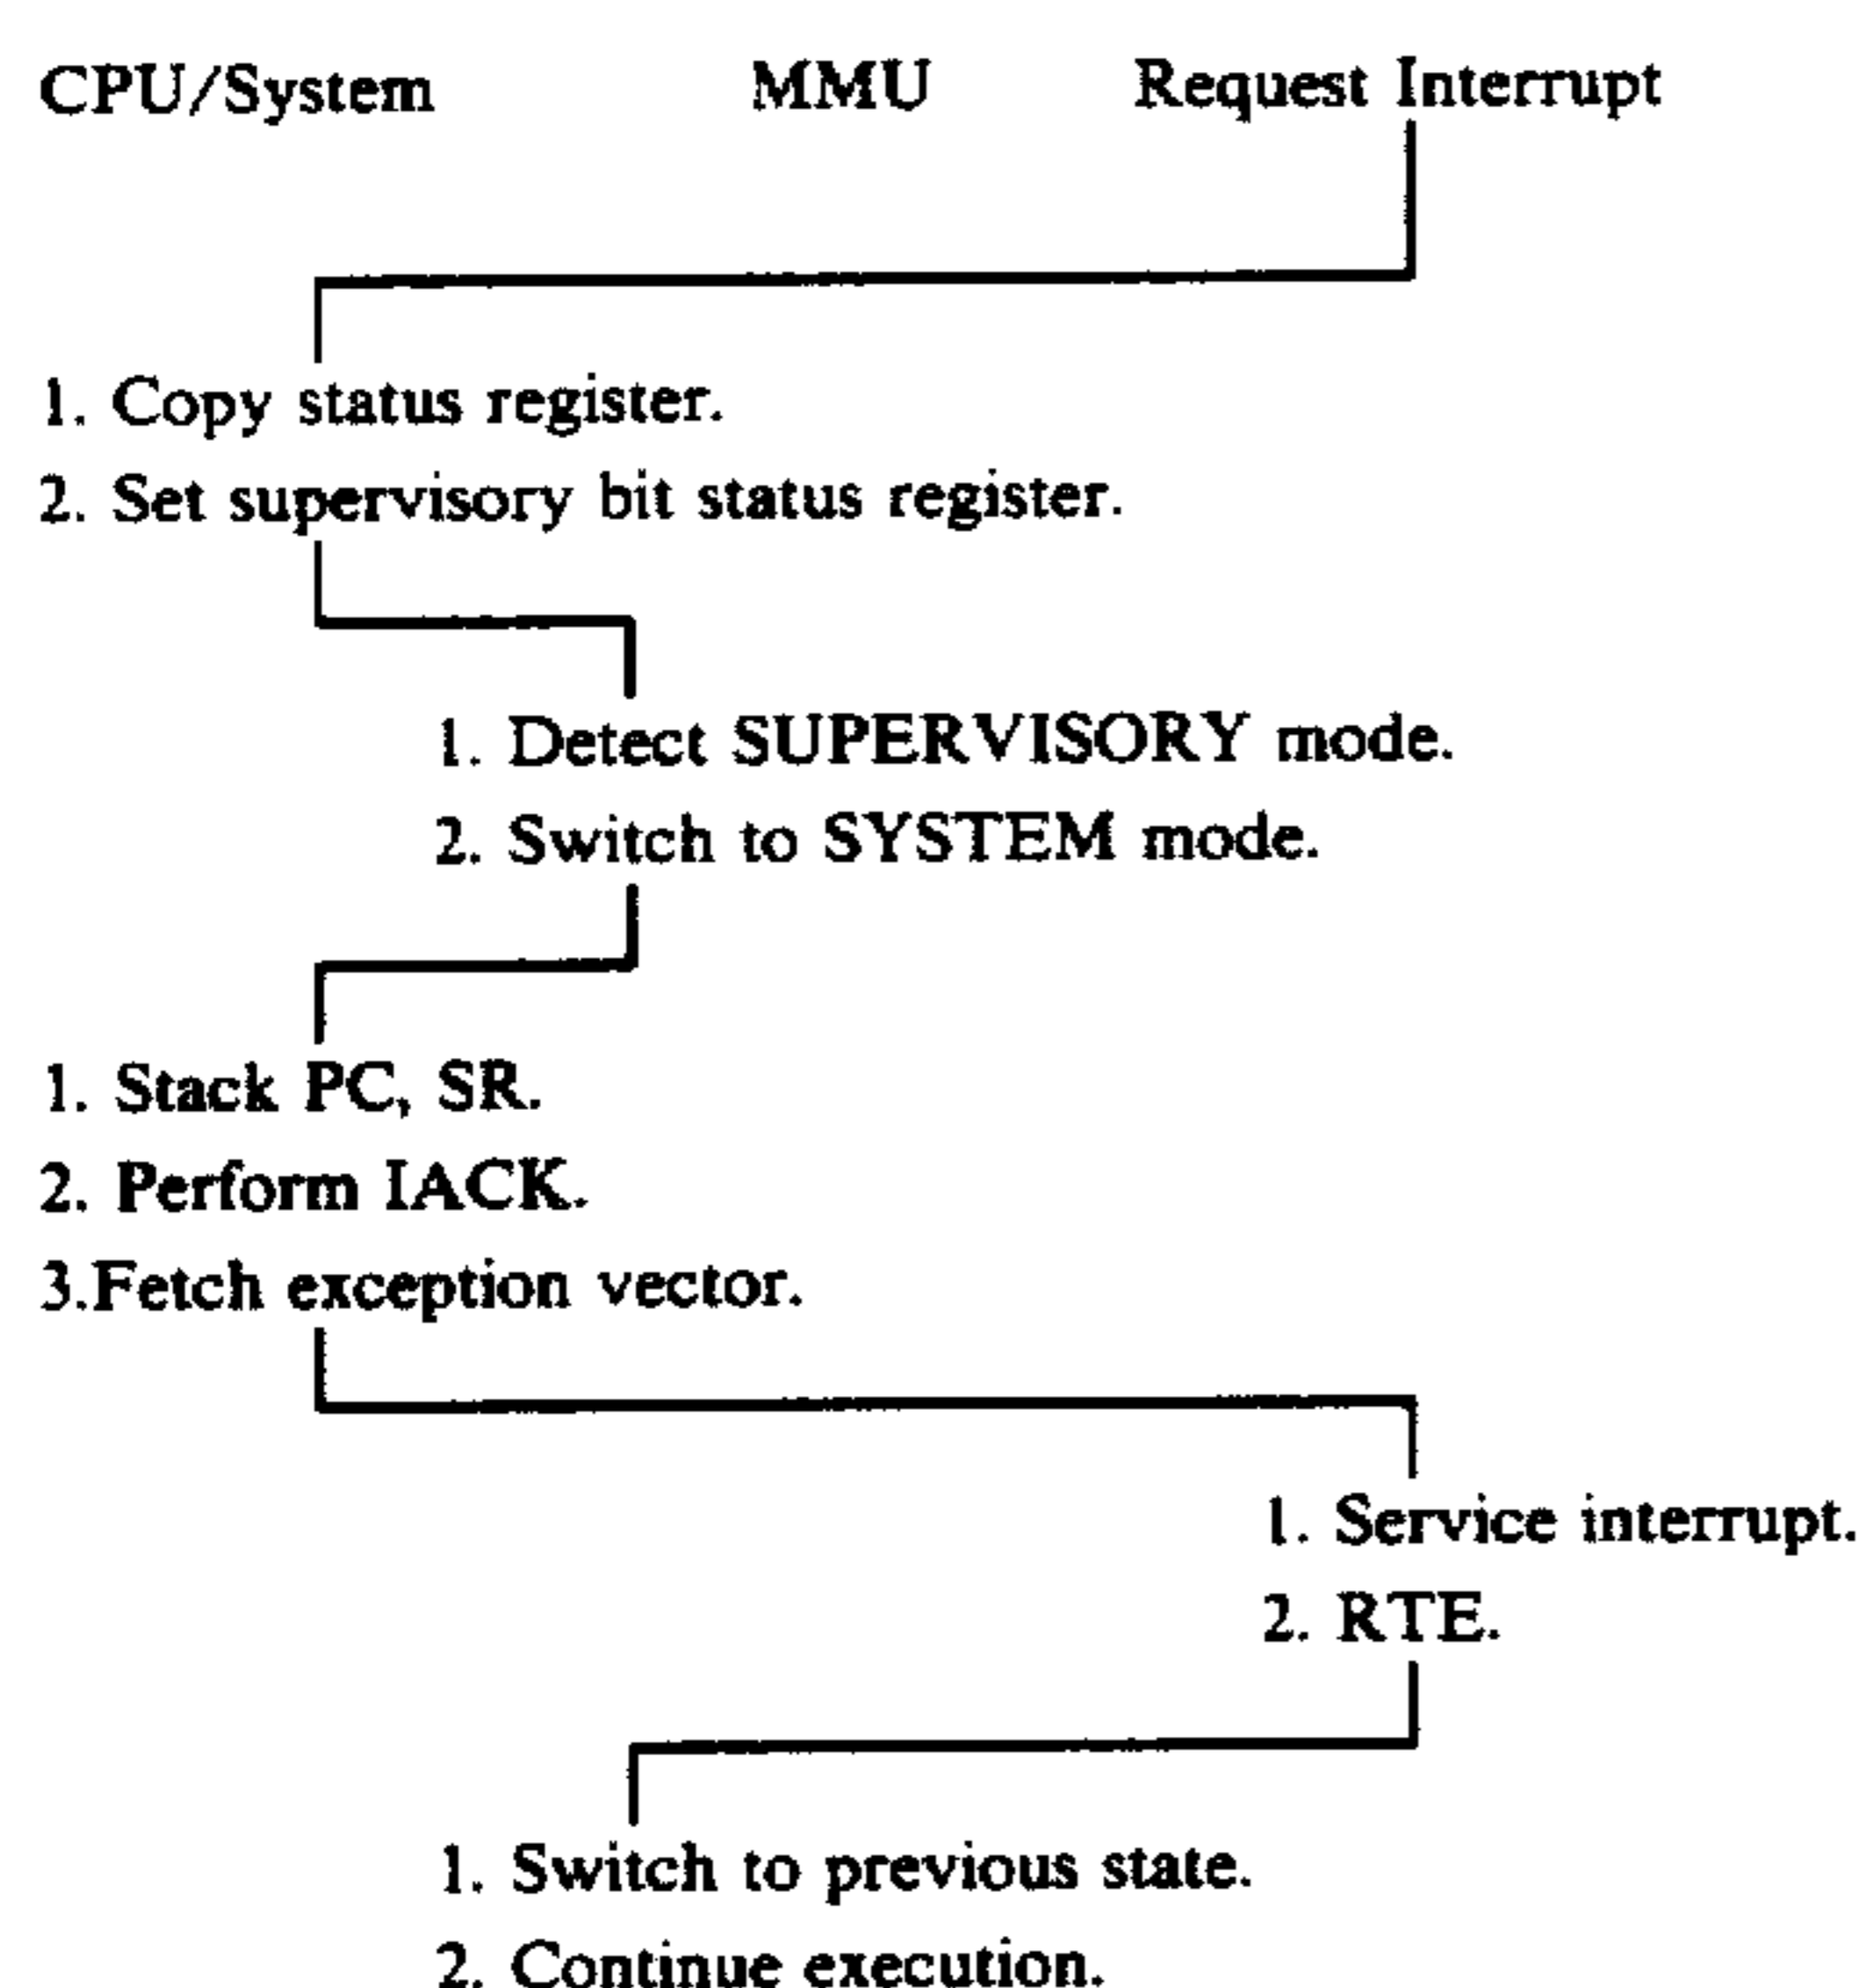 CPU/System MMU Request Interrupt
1. Copy status register.
2. Set supervisory bit status register.
1. Detect SUPERVISORY mode.
2. Switch to SYSTEM mode.
1. Stack PC, SR.
2. Perform IACK.
3.Fetch exception vector.
1. Service interrupt.
2. RTE.
1. Switch to previous state.
2. Continue execution.